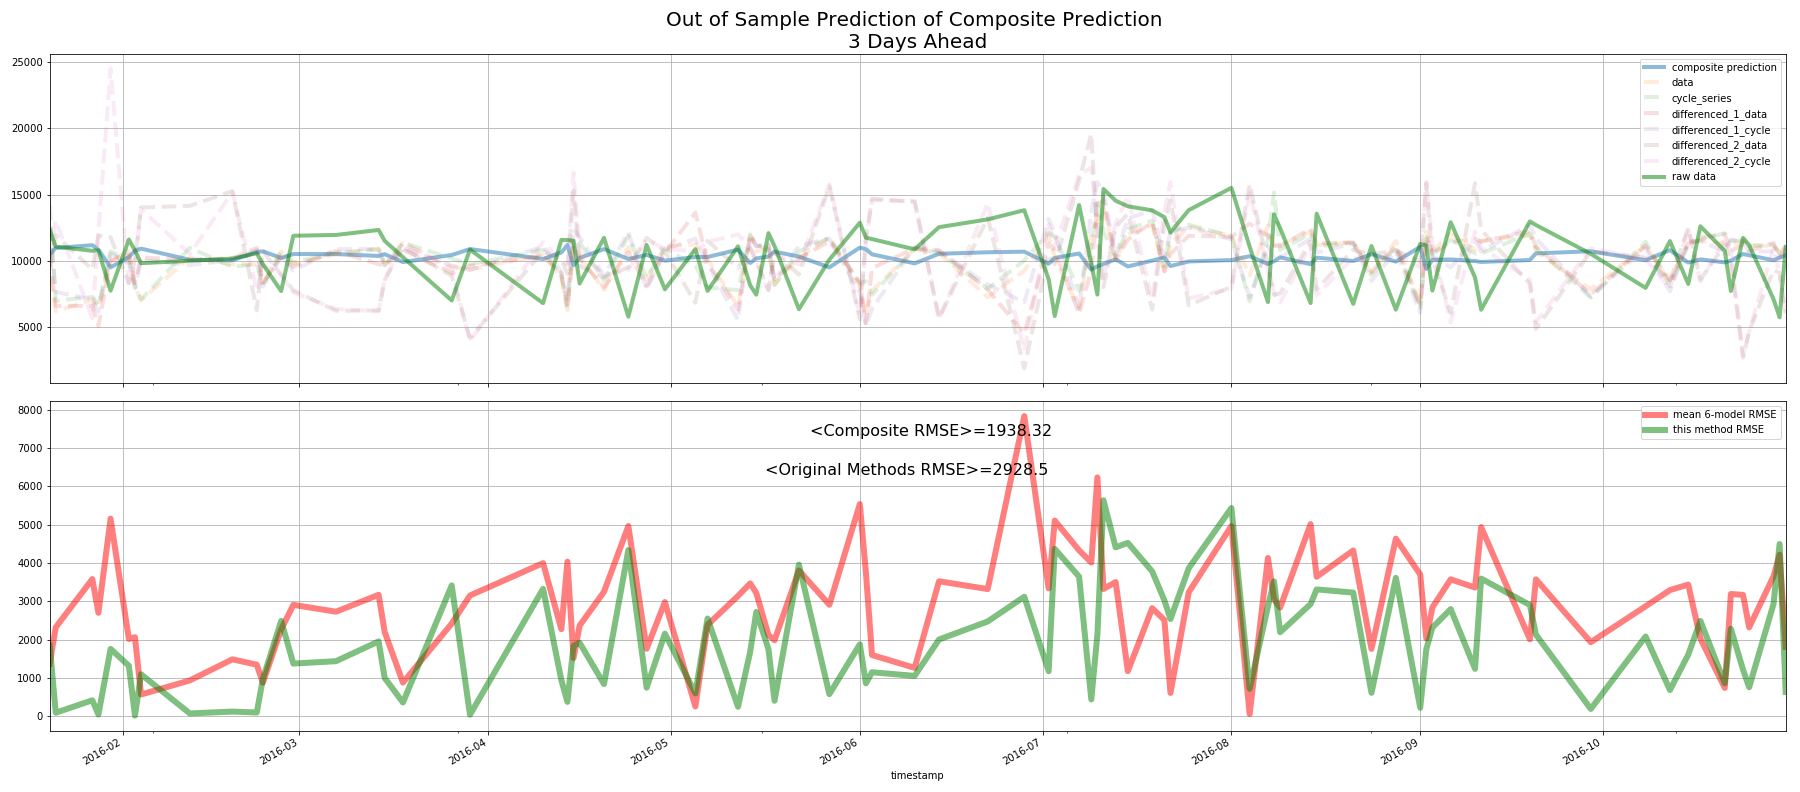 Out of Sample Prediction of Composite Prediction
3 Days Ahead
25000
20000
15000
10000
5000
composite prediction
data
cycle_series
differenced_1_data
differenced_1_cycle
differenced_2_data
differenced_2_cycle
raw data
8000
7000
6000
5000
4000
3000
2000
1000
0
<Composite RMSE>=1938.32
<Original Methods RMSE>=2928.5
mean 6-model RMSE
this method RMSE
2016-02
2016-03
2016-04
2016-05
2016-06
2016-07
2016-08
2016-09
2016-10
timestamp